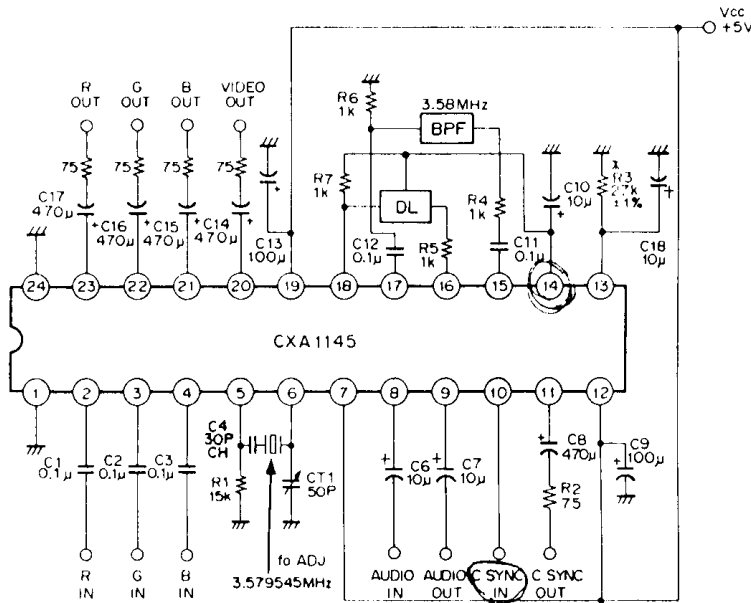 Vcc
+5V
R OUT
G OUT
B OUT
VIDEO OUT
R6
1k
3.58MHz
BPF
75
75
75
75
R7
1k
DL
R4
1k
C10
10μ
*
R3
27k
±1%
C17
470μ
C16
470μ
C15
470μ
C14
470μ
C13
100μ
C12
0.1μ
R5
1k
C11
0.1μ
C18
10μ
24
23
22
21
20
19
18
17
16
15
14
13
CXA1145
1
2
3
4
5
6
7
8
9
10
11
12
C1
0.1μ
C2
0.1μ
C3
0.1μ
C4
30P
CH
R1
15k
CT1
50P
C6
10μ
C7
10μ
C8
470μ
R2
75
C9
100μ
fo ADJ
3.579545MHz
R IN
G IN
B IN
AUDIO IN
AUDIO OUT
C SYNC IN
C SYNC OUT